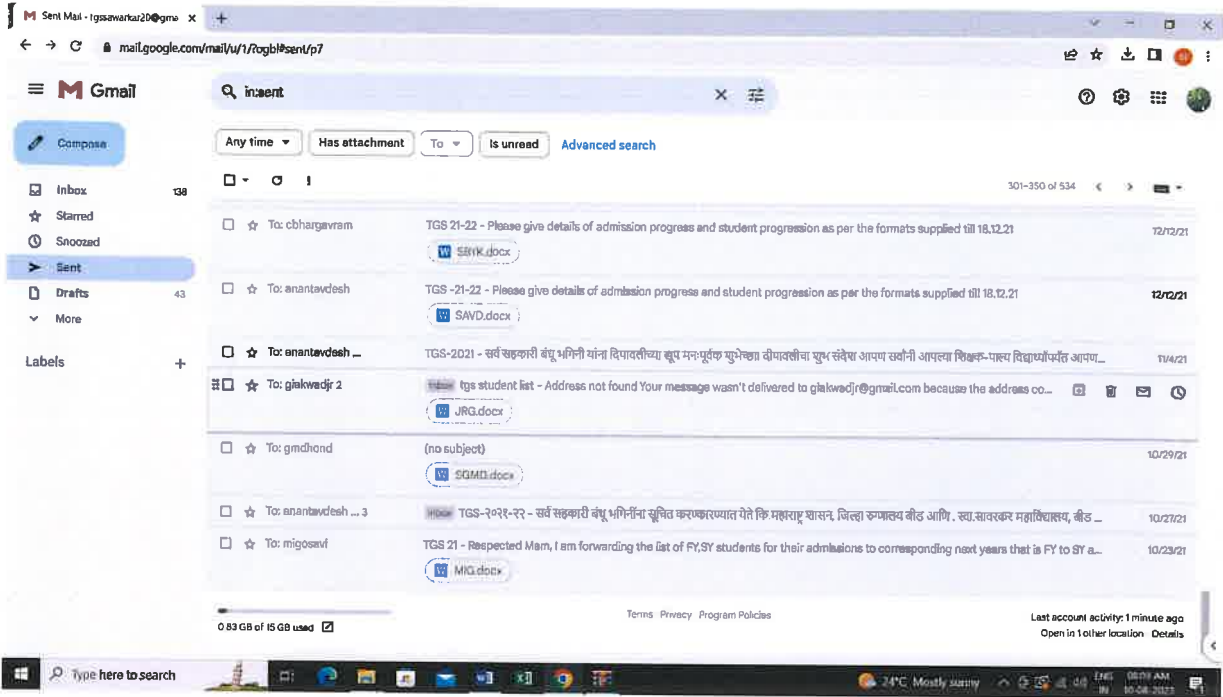 Sent Mail - tgssawarkar20@gma
mail.google.com/mail/u/1/?ogbl#sent/p7
Gmail
in:sent
Compose
Any time
Has attachment
To
Is unread
Advanced search
Inbox 138
Starred
Snoozed
Sent
Drafts 43
More
Labels
301-350 of 534
To: cbhargavram TGS 21-22 - Please give details of admission progress and student progression as per the formats supplied till 18.12.21 12/12/21
SBYK.docx
To: anantavdesh TGS -21-22 - Please give details of admission progress and student progression as per the formats supplied till 18.12.21 12/12/21
SAVD.docx
To: anantavdesh ... TGS-2021 - सर्व सहकारी बंधू भगिनी यांना दिपावलीच्या खूप मनःपूर्वक शुभेच्छा दीपावलीचा शुभ संदेश आपण सर्वांनी आपल्या शिक्षक-पाल्य विद्यार्थ्यांपर्यंत आपण... 11/4/21
To: giakwadjr 2 Inbox tgs student list - Address not found Your message wasn't delivered to giakwadjr@gmail.com because the address co...
JRG.docx
To: gmdhond (no subject) 10/29/21
SGMD.docx
To: anantavdesh ... 3 Inbox TGS-२०२१-२२ - सर्व सहकारी बंधू भगिनींना सूचित करण्कारण्यात येते कि महाराष्ट्र शासन, जिल्हा रुग्णालय बीड आणि . स्वा.सावरकर महाविद्यालय, बीड ... 10/27/21
To: migosavi TGS 21 - Respected Mam, I am forwarding the list of FY,SY students for their admissions to corresponding next years that is FY to SY a... 10/23/21
MIG.docx
0.83 GB of 15 GB used
Terms Privacy Program Policies
Last account activity: 1 minute ago
Open in 1 other location Details
Type here to search
24°C Mostly sunny
ENG
IN
08:03 AM